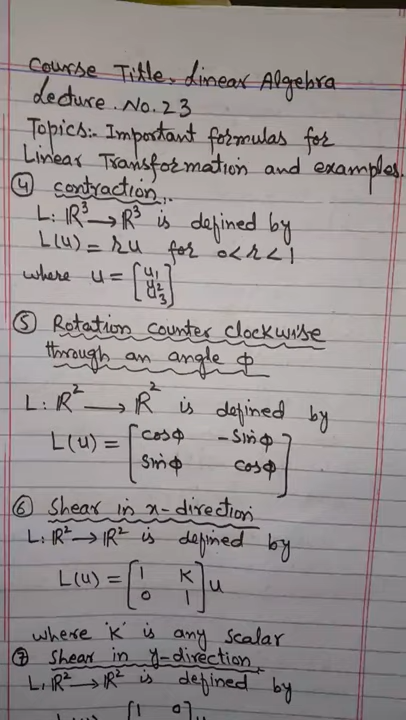 Course Title. Linear Algebra
Lecture. No. 23
Topics:- Important formulas for
Linear Transformation and examples.
④ contraction:-
L: ℝ³ → ℝ³ is defined by
L(u) = ru for 0<r<1
where u = [u₁ u₂ u₃]
⑤ Rotation counter clockwise
through an angle φ
L: ℝ² → ℝ² is defined by
L(u) = [cosφ -sinφ
sinφ cosφ]
⑥ Shear in x-direction
L: ℝ² → ℝ² is defined by
L(u) = [1 K
0 1] u
where 'K' is any scalar
⑦ Shear in y-direction
L: ℝ² → ℝ² is defined by
[1 0] u